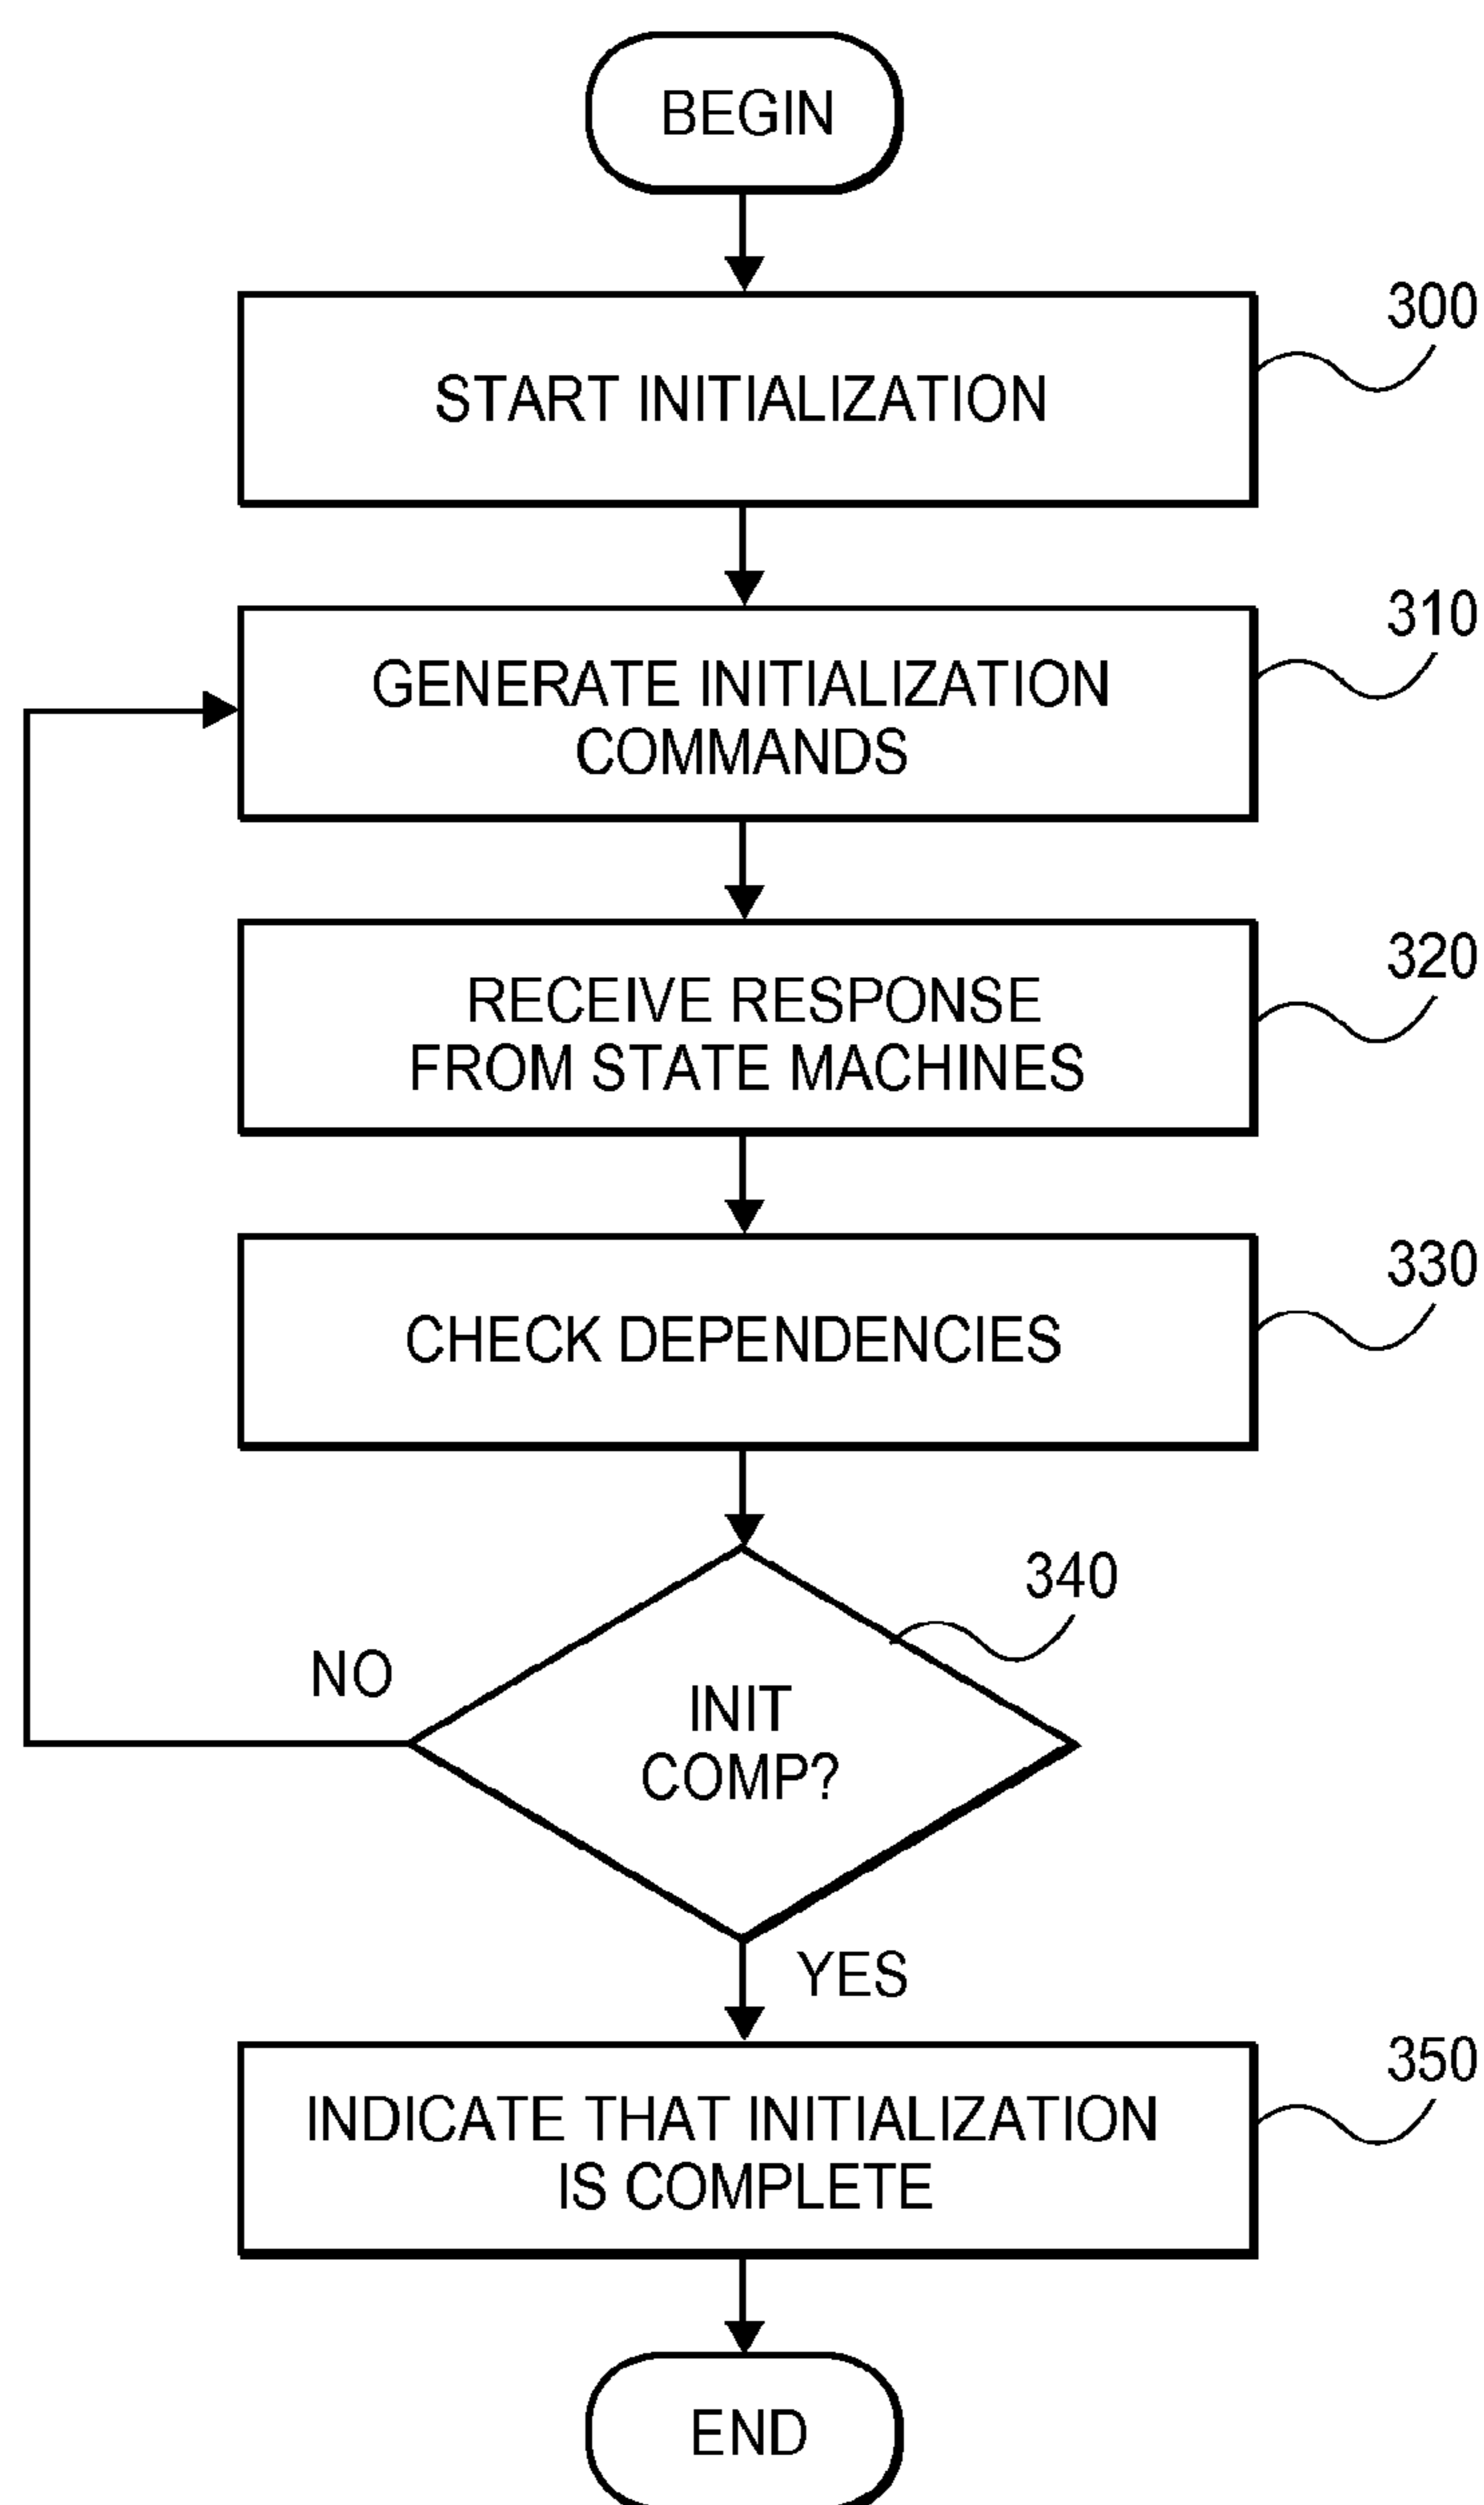 BEGIN
300
START INITIALIZATION
310
GENERATE INITIALIZATION
COMMANDS
320
RECEIVE RESPONSE
FROM STATE MACHINES
330
CHECK DEPENDENCIES
340
NO
INIT
COMP?
YES
350
INDICATE THAT INITIALIZATION
IS COMPLETE
END